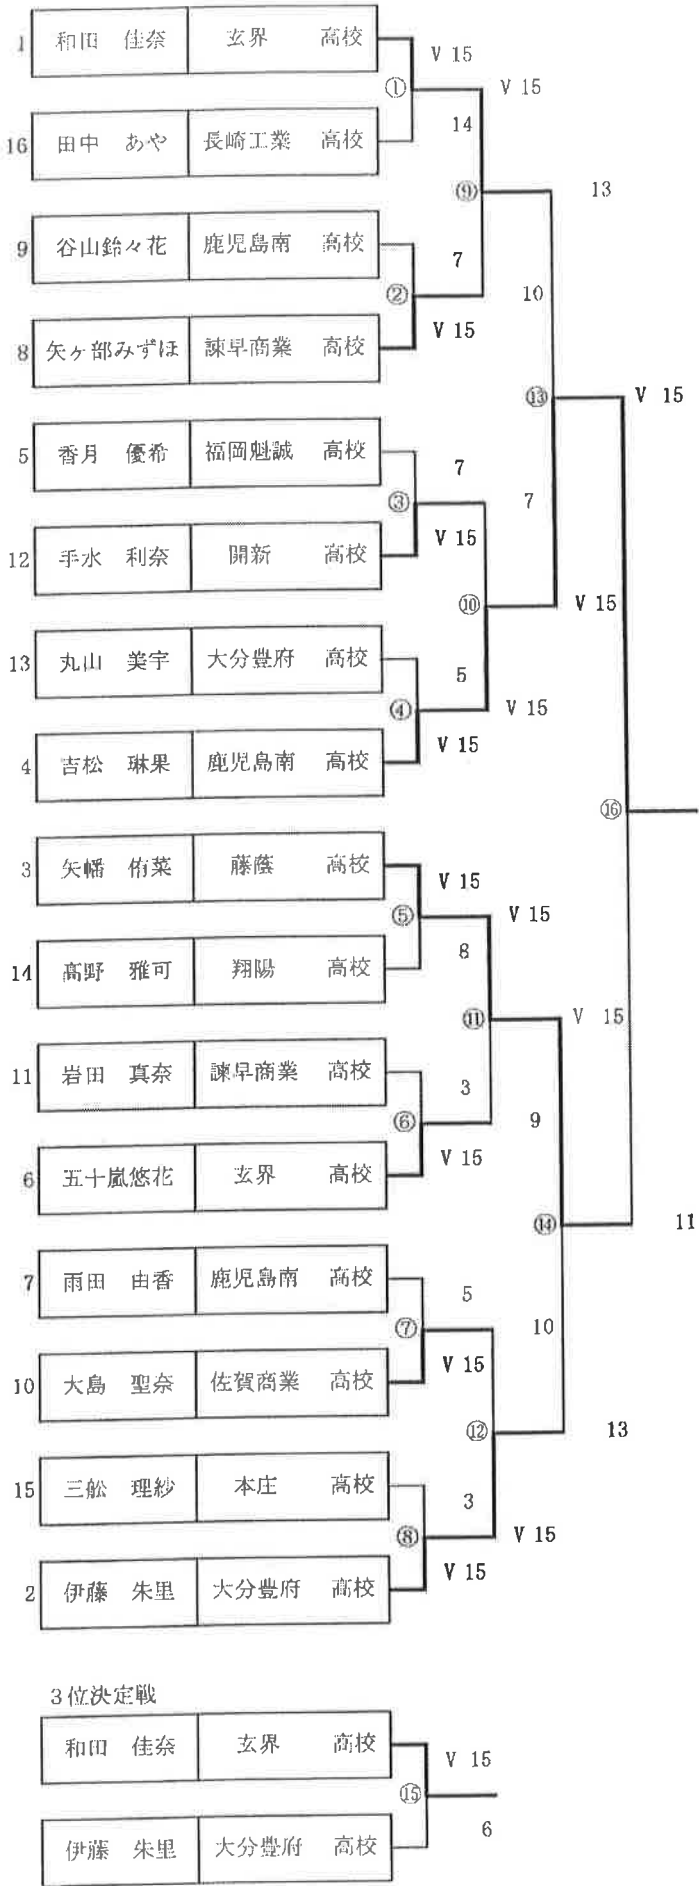 1 和田 佳奈 玄界 高校
V 15
①
V 15
14
16 田中 あや 長崎工業 高校
⑨
13
9 谷山鈴々花 鹿児島南 高校
7
②
10
V 15
8 矢ヶ部みずほ 諫早商業 高校
⑬
V 15
5 香月 優希 福岡魁誠 高校
7
③
7
V 15
12 手水 利奈 開新 高校
⑩
V 15
13 丸山 美宇 大分豊府 高校
5
④
V 15
V 15
4 吉松 琳果 鹿児島南 高校
⑯
3 矢幡 侑菜 藤蔭 高校
V 15
⑤
V 15
8
14 髙野 雅可 翔陽 高校
⑪
V 15
11 岩田 真奈 諫早商業 高校
3
⑥
9
V 15
6 五十嵐悠花 玄界 高校
⑭
11
7 雨田 由香 鹿児島南 高校
5
⑦
10
V 15
10 大島 聖奈 佐賀商業 高校
⑫
13
15 三舩 理紗 本庄 高校
3
⑧
V 15
V 15
2 伊藤 朱里 大分豊府 高校
3位決定戦
和田 佳奈 玄界 高校
V 15
⑮
6
伊藤 朱里 大分豊府 高校